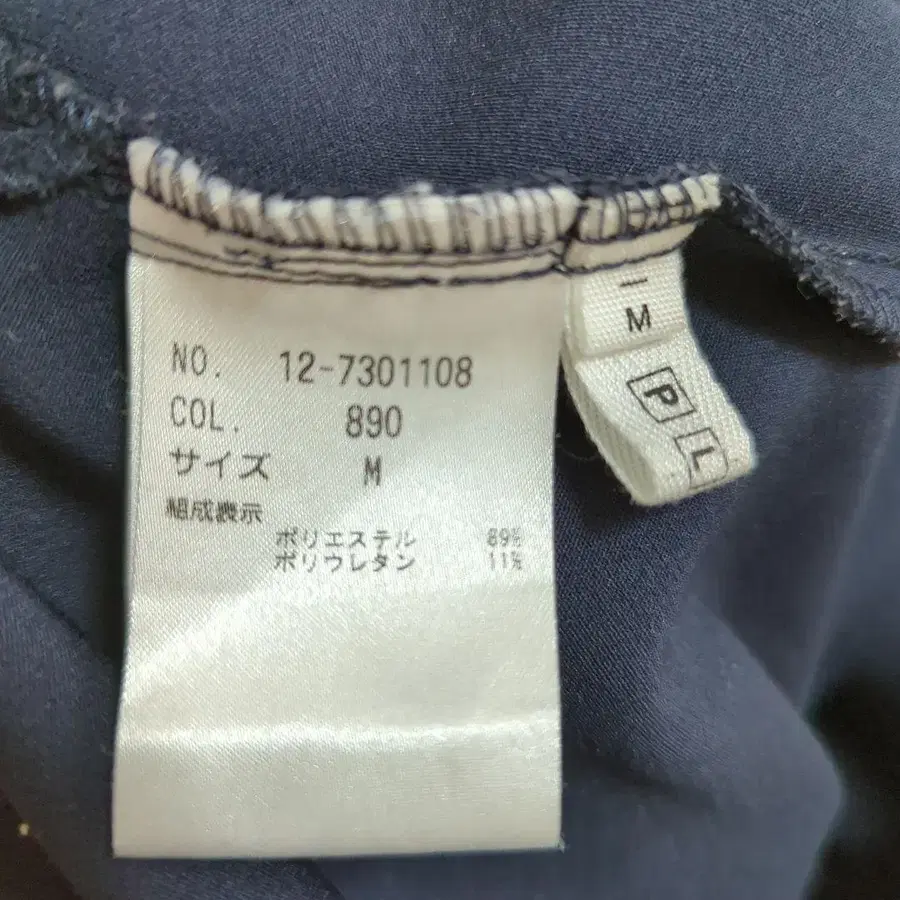 NO. 12-7301108
COL. 890
サイズ M
組成表示
ポリエステル 89%
ポリウレタン 11%
M
P
L